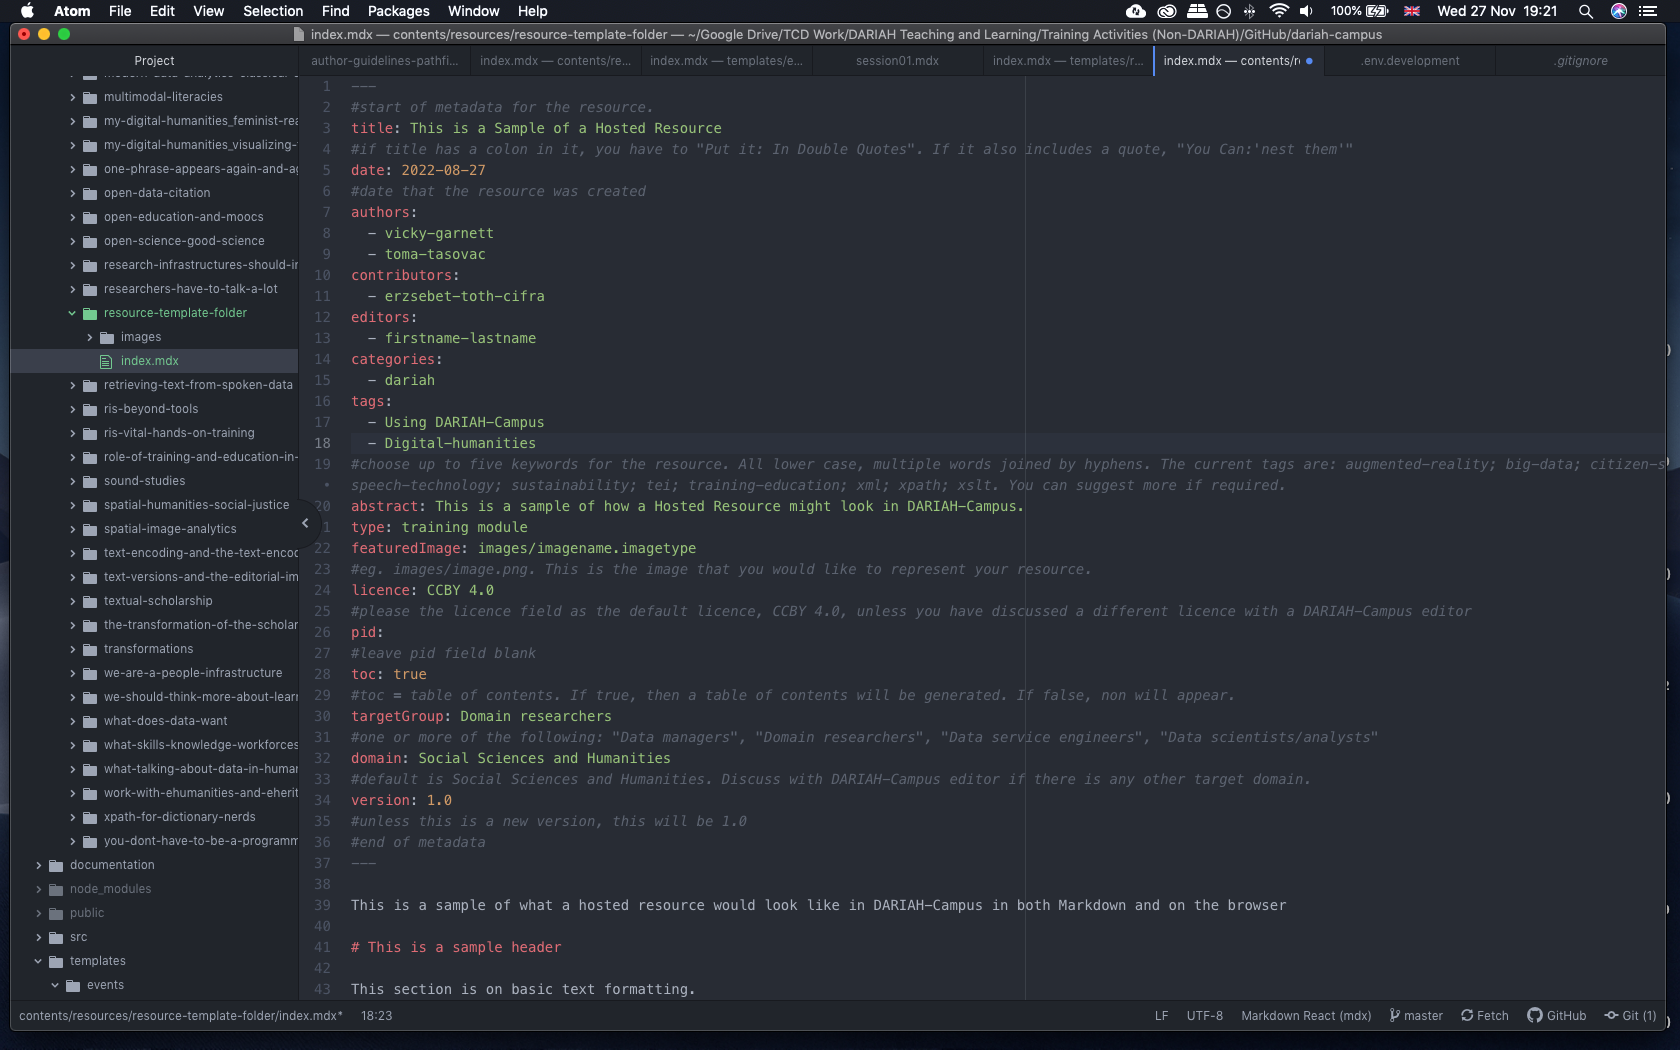 Atom File Edit View Selection Find Packages Window Help 100% Wed 27 Nov 19:21
index.mdx — contents/resources/resource-template-folder — ~/Google Drive/TCD Work/DARIAH Teaching and Learning/Training Activities (Non-DARIAH)/GitHub/dariah-campus
Project
author-guidelines-pathfi... index.mdx — contents/re... index.mdx — templates/e... session01.mdx index.mdx — templates/r... index.mdx — contents/r .env.development .gitignore
multimodal-literacies
my-digital-humanities_feminist-rea
my-digital-humanities_visualizing-
one-phrase-appears-again-and-ag
open-data-citation
open-education-and-moocs
open-science-good-science
research-infrastructures-should-in
researchers-have-to-talk-a-lot
resource-template-folder
images
index.mdx
retrieving-text-from-spoken-data
ris-beyond-tools
ris-vital-hands-on-training
role-of-training-and-education-in-
sound-studies
spatial-humanities-social-justice
spatial-image-analytics
text-encoding-and-the-text-encod
text-versions-and-the-editorial-im
textual-scholarship
the-transformation-of-the-scholar
transformations
we-are-a-people-infrastructure
we-should-think-more-about-learn
what-does-data-want
what-skills-knowledge-workforces
what-talking-about-data-in-humar
work-with-ehumanities-and-eherit
xpath-for-dictionary-nerds
you-dont-have-to-be-a-programm
documentation
node_modules
public
src
templates
events
1 ---
2 #start of metadata for the resource.
3 title: This is a Sample of a Hosted Resource
4 #if title has a colon in it, you have to "Put it: In Double Quotes". If it also includes a quote, "You Can:'nest them'"
5 date: 2022-08-27
6 #date that the resource was created
7 authors:
8 - vicky-garnett
9 - toma-tasovac
10 contributors:
11 - erzsebet-toth-cifra
12 editors:
13 - firstname-lastname
14 categories:
15 - dariah
16 tags:
17 - Using DARIAH-Campus
18 - Digital-humanities
19 #choose up to five keywords for the resource. All lower case, multiple words joined by hyphens. The current tags are: augmented-reality; big-data; citizen-s
• speech-technology; sustainability; tei; training-education; xml; xpath; xslt. You can suggest more if required.
20 abstract: This is a sample of how a Hosted Resource might look in DARIAH-Campus.
1 type: training module
22 featuredImage: images/imagename.imagetype
23 #eg. images/image.png. This is the image that you would like to represent your resource.
24 licence: CCBY 4.0
25 #please the licence field as the default licence, CCBY 4.0, unless you have discussed a different licence with a DARIAH-Campus editor
26 pid:
27 #leave pid field blank
28 toc: true
29 #toc = table of contents. If true, then a table of contents will be generated. If false, non will appear.
30 targetGroup: Domain researchers
31 #one or more of the following: "Data managers", "Domain researchers", "Data service engineers", "Data scientists/analysts"
32 domain: Social Sciences and Humanities
33 #default is Social Sciences and Humanities. Discuss with DARIAH-Campus editor if there is any other target domain.
34 version: 1.0
35 #unless this is a new version, this will be 1.0
36 #end of metadata
37 ---
38
39 This is a sample of what a hosted resource would look like in DARIAH-Campus in both Markdown and on the browser
40
41 # This is a sample header
42
43 This section is on basic text formatting.
contents/resources/resource-template-folder/index.mdx* 18:23 LF UTF-8 Markdown React (mdx) master Fetch GitHub Git (1)